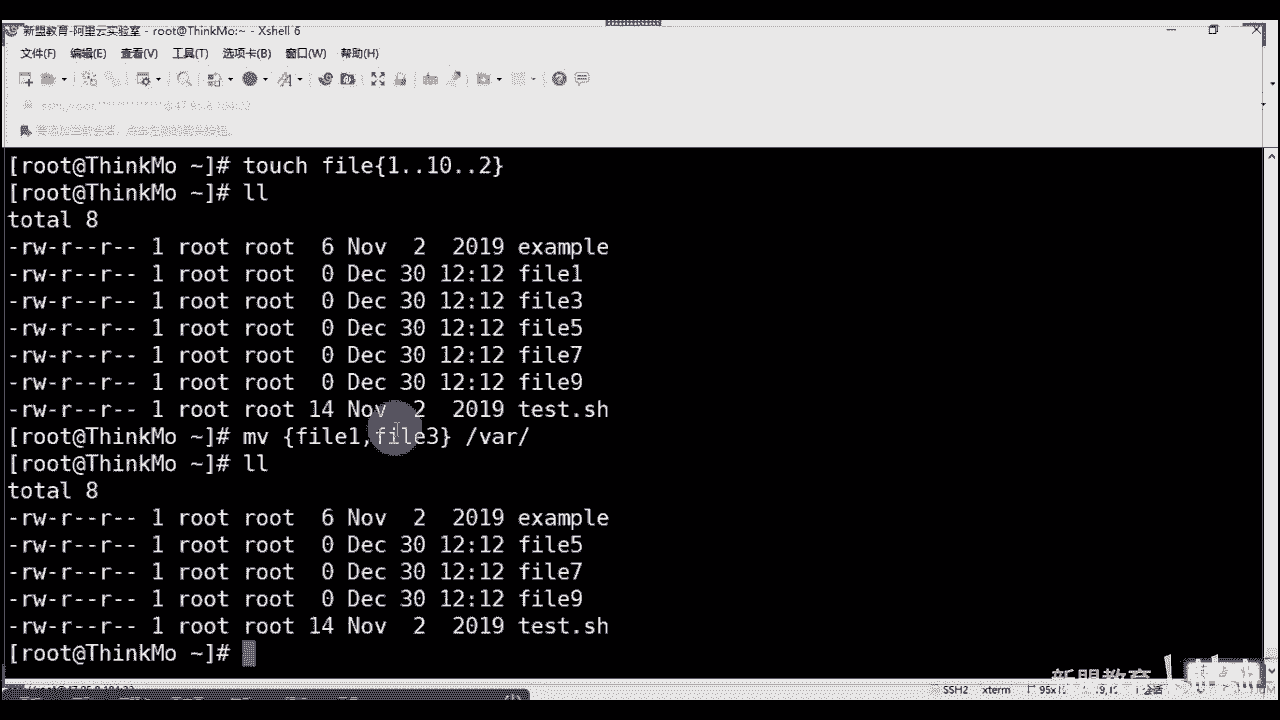 新盟教育-阿里云实验室 - root@ThinkMo:~ - Xshell 6
文件(F) 编辑(E) 查看(V) 工具(T) 选项卡(B) 窗口(W) 帮助(H)
[root@ThinkMo ~]# touch file{1..10..2}
[root@ThinkMo ~]# ll
total 8
-rw-r--r-- 1 root root  6 Nov  2  2019 example
-rw-r--r-- 1 root root  0 Dec 30 12:12 file1
-rw-r--r-- 1 root root  0 Dec 30 12:12 file3
-rw-r--r-- 1 root root  0 Dec 30 12:12 file5
-rw-r--r-- 1 root root  0 Dec 30 12:12 file7
-rw-r--r-- 1 root root  0 Dec 30 12:12 file9
-rw-r--r-- 1 root root 14 Nov  2  2019 test.sh
[root@ThinkMo ~]# mv {file1,file3} /var/
[root@ThinkMo ~]# ll
total 8
-rw-r--r-- 1 root root  6 Nov  2  2019 example
-rw-r--r-- 1 root root  0 Dec 30 12:12 file5
-rw-r--r-- 1 root root  0 Dec 30 12:12 file7
-rw-r--r-- 1 root root  0 Dec 30 12:12 file9
-rw-r--r-- 1 root root 14 Nov  2  2019 test.sh
[root@ThinkMo ~]#
新盟教育
SSH2 xterm